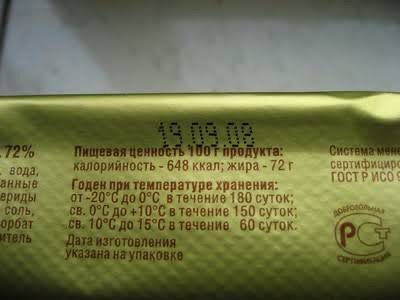 19.09.08
.72%
вода,
анные
ериды
соль,
орбат
итель
Пищевая ценность 100 г продукта:
калорийность - 648 ккал; жира - 72 г
Годен при температуре хранения:
от -20°С до 0°С в течение 180 суток;
св. 0°С до +10°С в течение 150 суток;
св. 10°С до 15°С в течение 60 суток.
Дата изготовления
указана на упаковке
Система мене
сертифициро
ГОСТ Р ИСО 9
ДОБРОВОЛЬНАЯ
РСТ
СЕРТИФИКАЦИЯ